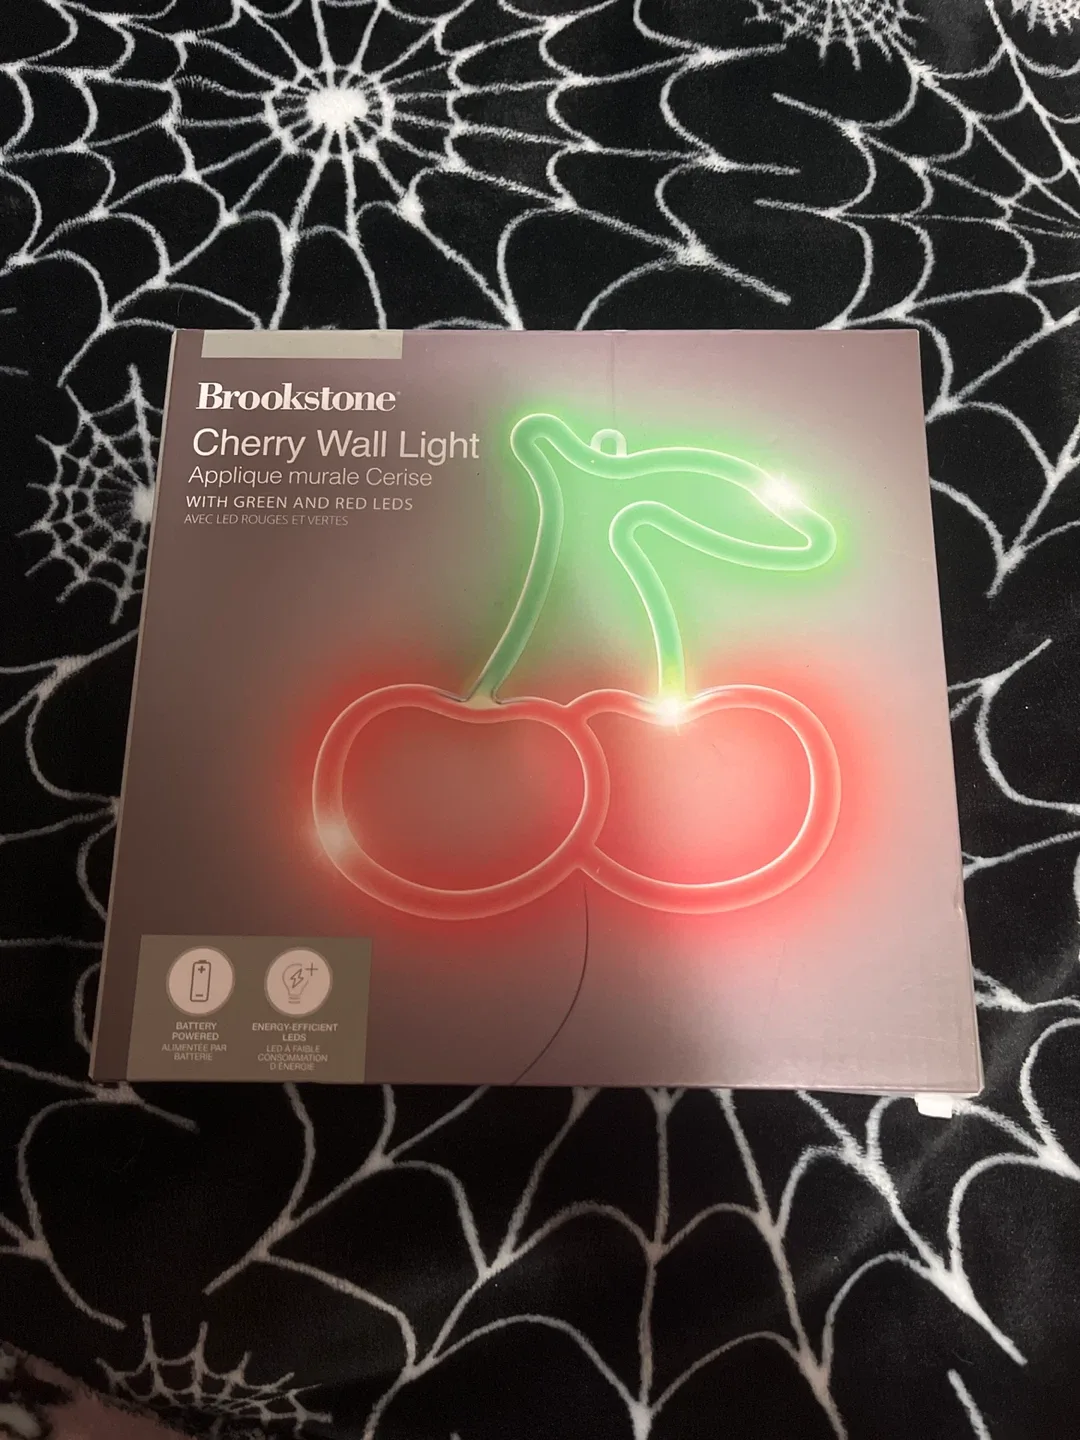 Brookstone
Cherry Wall Light
Applique murale Cerise
WITH GREEN AND RED LEDS
AVEC LED ROUGES ET VERTES
BATTERY
POWERED
ALIMENTÉE PAR
BATTERIE
ENERGY-EFFICIENT
LEDS
LED À FAIBLE
CONSOMMATION
D'ÉNERGIE